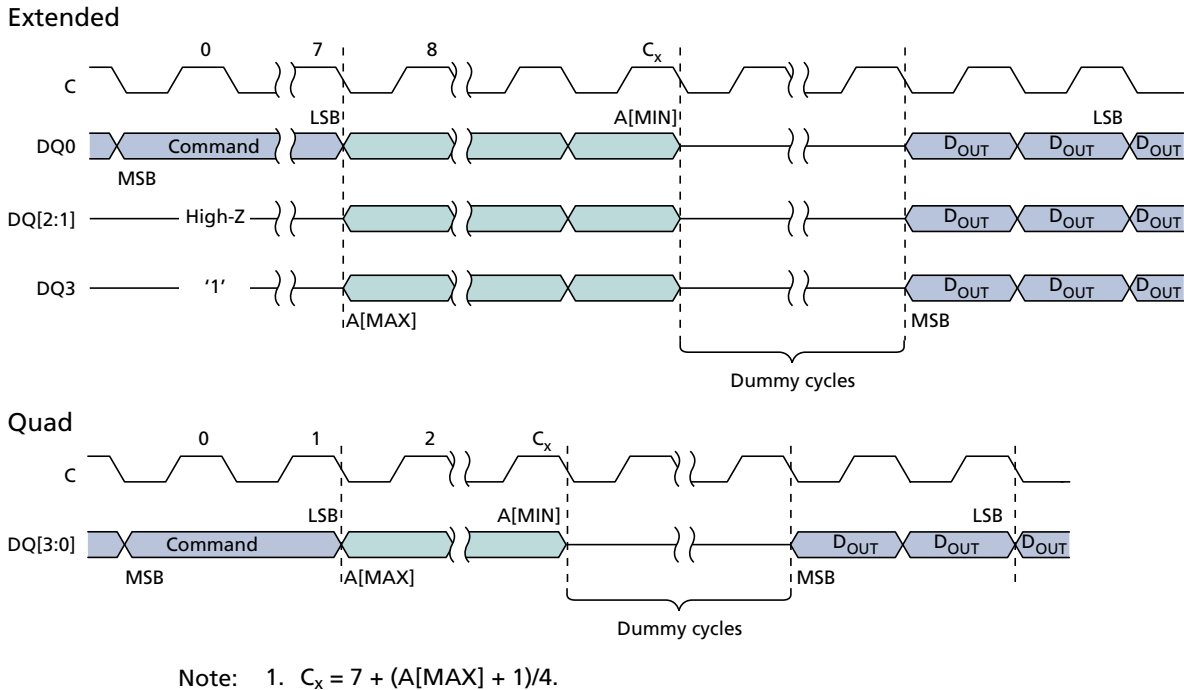 Extended
0 7 8 Cx
C
LSB A[MIN] LSB
DQ0 Command DOUT DOUT DOUT
MSB
DQ[2:1] High-Z DOUT DOUT DOUT
DQ3 ‘1’ DOUT DOUT DOUT
A[MAX] MSB
Dummy cycles
Quad
0 1 2 Cx
C
LSB A[MIN] LSB
DQ[3:0] Command DOUT DOUT DOUT
MSB A[MAX] MSB
Dummy cycles
Note: 1. Cx = 7 + (A[MAX] + 1)/4.